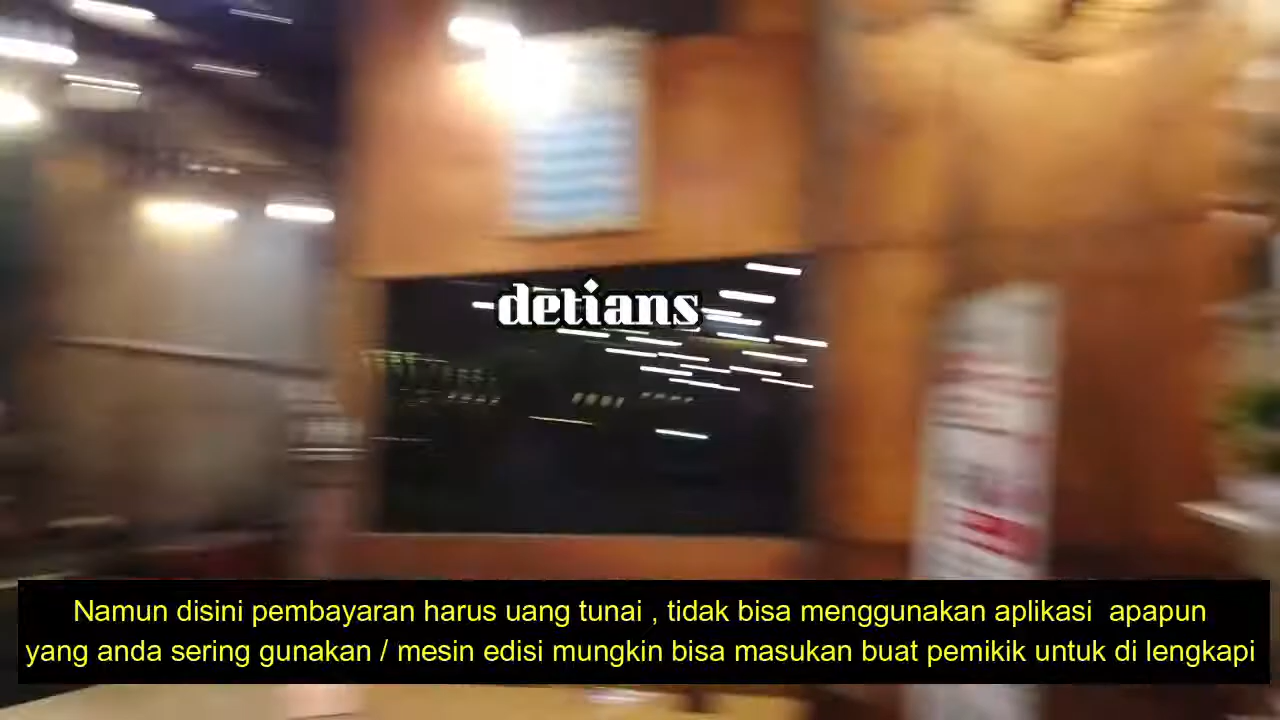 detians
Namun disini pembayaran harus uang tunai , tidak bisa menggunakan aplikasi  apapun
yang anda sering gunakan / mesin edisi mungkin bisa masukan buat pemikik untuk di lengkapi